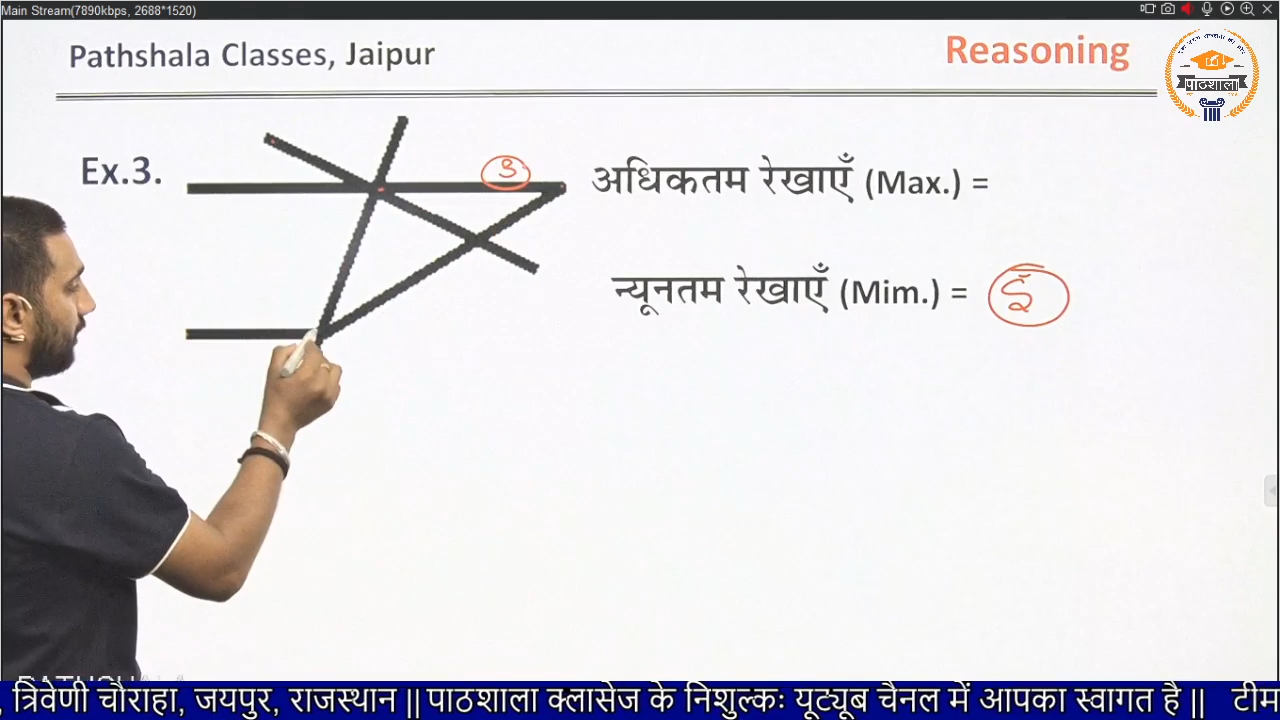 Main Stream(7890kbps, 2688*1520)
Pathshala Classes, Jaipur
Reasoning
पाठशाला
Ex.3.
3
अधिकतम रेखाएँ (Max.) =
न्यूनतम रेखाएँ (Mim.) =
, त्रिवेणी चौराहा, जयपुर, राजस्थान || पाठशाला क्लासेज के निशुल्कः यूट्यूब चैनल में आपका स्वागत है || टीम